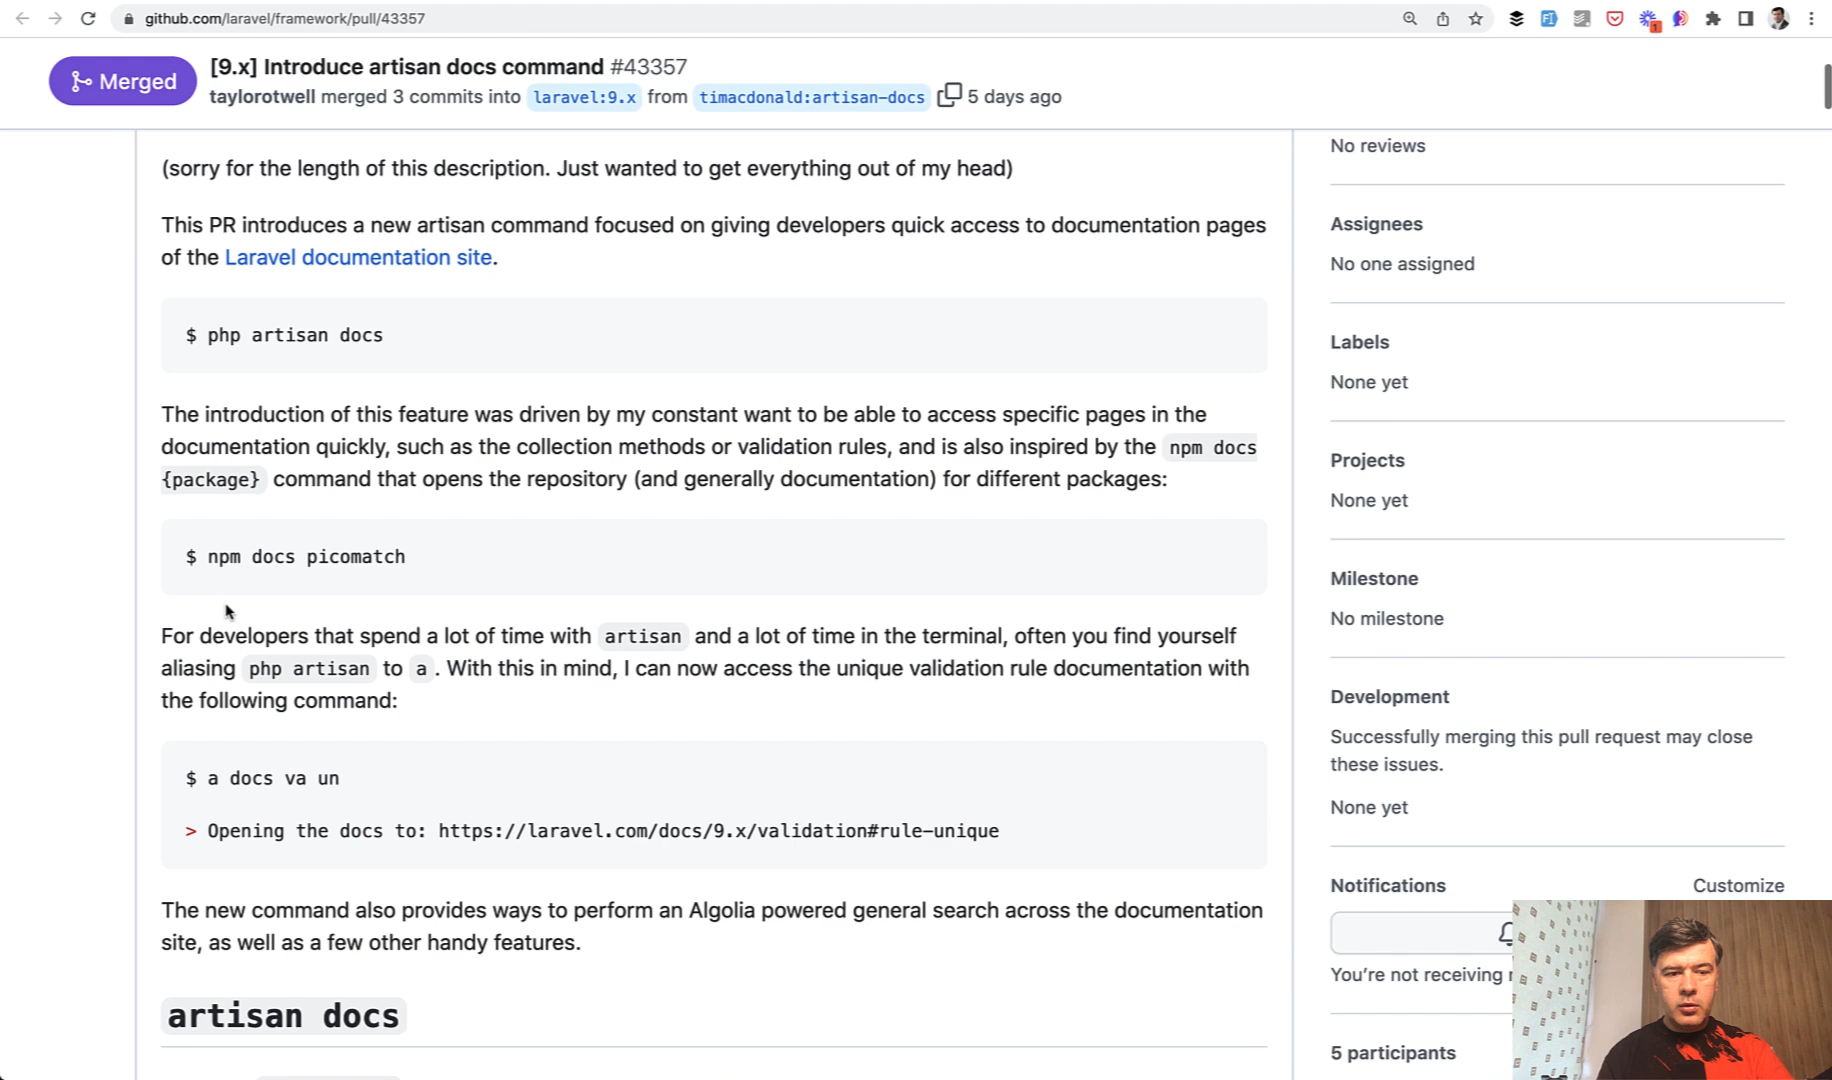 github.com/laravel/framework/pull/43357
1
Merged
[9.x] Introduce artisan docs command #43357
taylorotwell merged 3 commits into laravel:9.x from timacdonald:artisan-docs 5 days ago
(sorry for the length of this description. Just wanted to get everything out of my head)
This PR introduces a new artisan command focused on giving developers quick access to documentation pages
of the Laravel documentation site.
$ php artisan docs
The introduction of this feature was driven by my constant want to be able to access specific pages in the
documentation quickly, such as the collection methods or validation rules, and is also inspired by the npm docs
{package} command that opens the repository (and generally documentation) for different packages:
$ npm docs picomatch
For developers that spend a lot of time with artisan and a lot of time in the terminal, often you find yourself
aliasing php artisan to a. With this in mind, I can now access the unique validation rule documentation with
the following command:
$ a docs va un
> Opening the docs to: https://laravel.com/docs/9.x/validation#rule-unique
The new command also provides ways to perform an Algolia powered general search across the documentation
site, as well as a few other handy features.
artisan docs
No reviews
Assignees
No one assigned
Labels
None yet
Projects
None yet
Milestone
No milestone
Development
Successfully merging this pull request may close
these issues.
None yet
Notifications
Customize
You're not receiving
5 participants